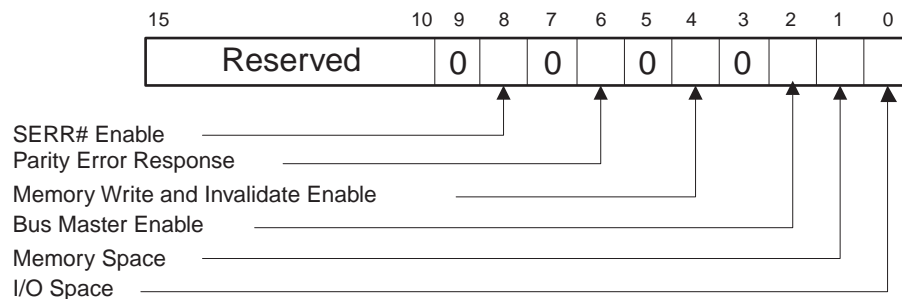 15 10 9 8 7 6 5 4 3 2 1 0
Reserved 0 0 0 0
SERR# Enable
Parity Error Response
Memory Write and Invalidate Enable
Bus Master Enable
Memory Space
I/O Space